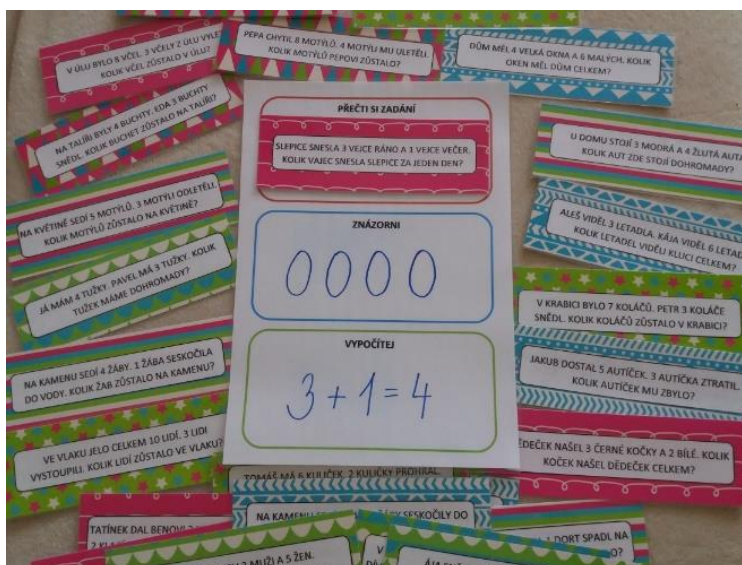 V ÚLU BYLO 8 VČEL. 3 VČELY Z ÚLU
KOLIK VČEL ZŮSTALO V ÚLU?
PEPA CHYTIL 8 MOTÝLŮ. 4 MOTÝLI MU ULETĚLI.
KOLIK MOTÝLŮ PEPOVI ZŮSTALO?
DŮM MĚL 4 VELKÁ OKNA A 6 MALÝCH. KOLIK
OKEN MĚL DŮM CELKEM?
NA TALÍŘI BYLY 4 BUCHTY. EDA 3 BUCHTY
SNĚDL. KOLIK BUCHET ZŮSTALO NA TALÍŘI?
NA KVĚTINĚ SEDÍ 5 MOTÝLŮ. 3 MOTÝLI ODLETĚLI.
KOLIK MOTÝLŮ ZŮSTALO NA KVĚTINĚ?
JÁ MÁM 4 TUŽKY. PAVEL MÁ 3 TUŽKY. KOLIK
TUŽEK MÁME DOHROMADY?
NA KAMENU SEDÍ 4 ŽÁBY. 1 ŽÁBA SESKOČILA
DO VODY. KOLIK ŽAB ZŮSTALO NA KAMENU?
VE VLAKU JELO CELKEM 10 LIDÍ. 3 LIDI
VYSTOUPILI. KOLIK LIDÍ ZŮSTALO VE VLAKU?
PŘEČTI SI ZADÁNÍ
SLEPICE SNESLA 3 VEJCE RÁNO A 1 VEJCE VEČER.
KOLIK VAJEC SNESLA SLEPICE ZA JEDEN DEN?
ZNÁZORNI
0000
VYPOČÍTEJ
3+1=4
U DOMU STOJÍ 3 MODRÁ A 4 ŽLUTÁ AUTA
KOLIK AUT ZDE STOJÍ DOHROMADY?
ALEŠ VIDĚL 3 LETADLA. KÁJA VIDĚL 6
KOLIK LETADEL VIDĚLI KLUCI CELKEM?
V KRABICI BYLO 7 KOLÁČŮ. PETR 3 KOLÁČE
SNĚDL. KOLIK KOLÁČŮ ZŮSTALO V KRABICI?
JAKUB DOSTAL 5 AUTÍČEK. 3 AUTÍČKA ZTRATIL.
KOLIK AUTÍČEK MU ZBYLO?
DĚDEČEK NAŠEL 3 ČERNÉ KOČKY A 2 BÍLÉ. KOLIK
KOČEK NAŠEL DĚDEČEK CELKEM?
TOMÁŠ MÁ 6 KULIČEK. 2 KULIČKY PROHRÁL.
TATÍNEK DAL BENOVI
NA KAMENU
SESKOČILY DO
1 DORT SPADL NA
MUŽI A 5 ŽEN.